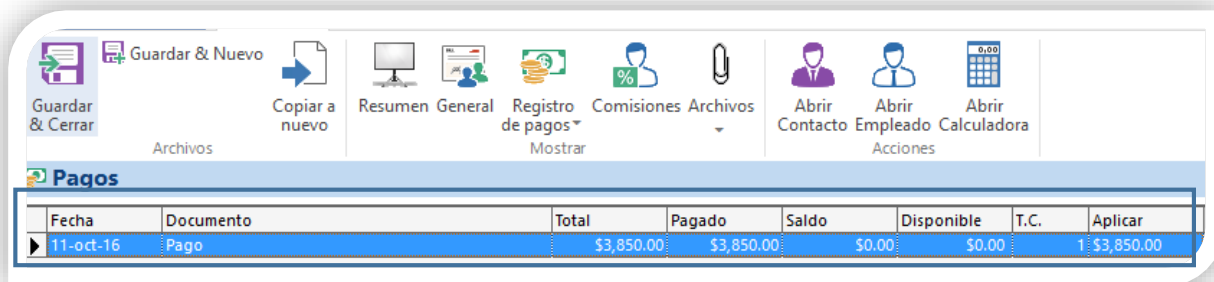 Guardar & Nuevo
Guardar
& Cerrar
Copiar a
nuevo
Archivos
Resumen
General
Registro
de pagos
Comisiones
Archivos
Mostrar
0,00
%
Abrir
Contacto
Abrir
Empleado
Abrir
Calculadora
Acciones
Pagos
Fecha Documento Total Pagado Saldo Disponible T.C. Aplicar
11-oct-16 Pago $3,850.00 $3,850.00 $0.00 $0.00 1 $3,850.00